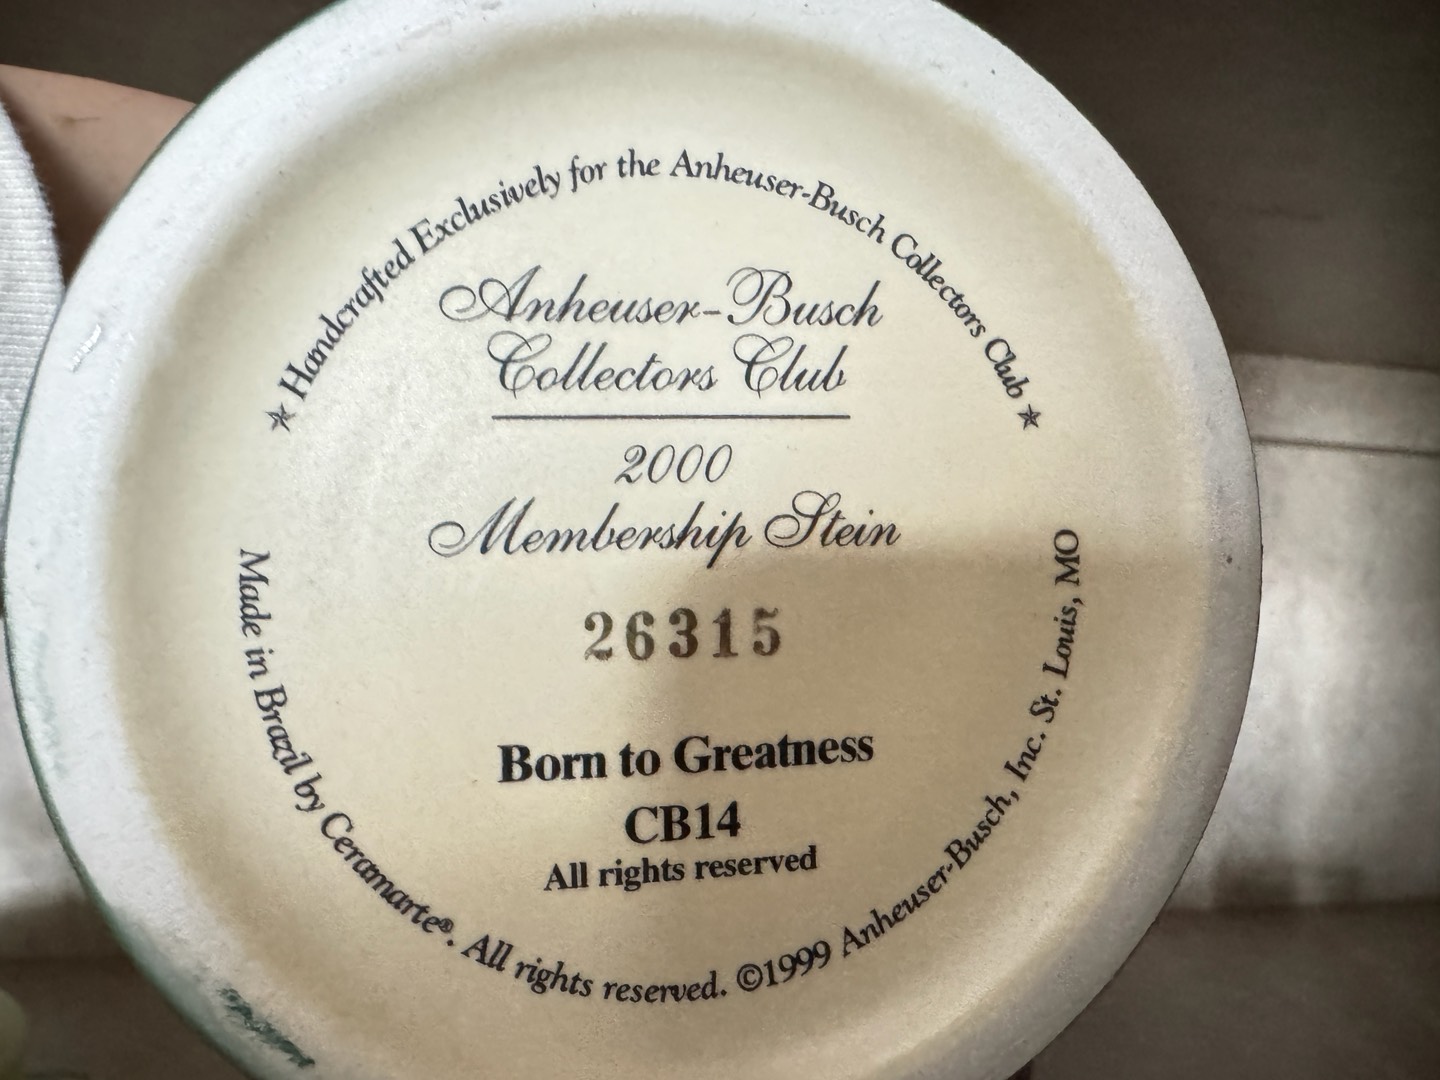 ★ Handcrafted Exclusively for the Anheuser-Busch Collectors Club ★
Anheuser-Busch
Collectors Club
2000
Membership Stein
26315
Born to Greatness
CB14
All rights reserved
Made in Brazil by Ceramarte®. All rights reserved. ©1999 Anheuser-Busch, Inc. St. Louis, MO